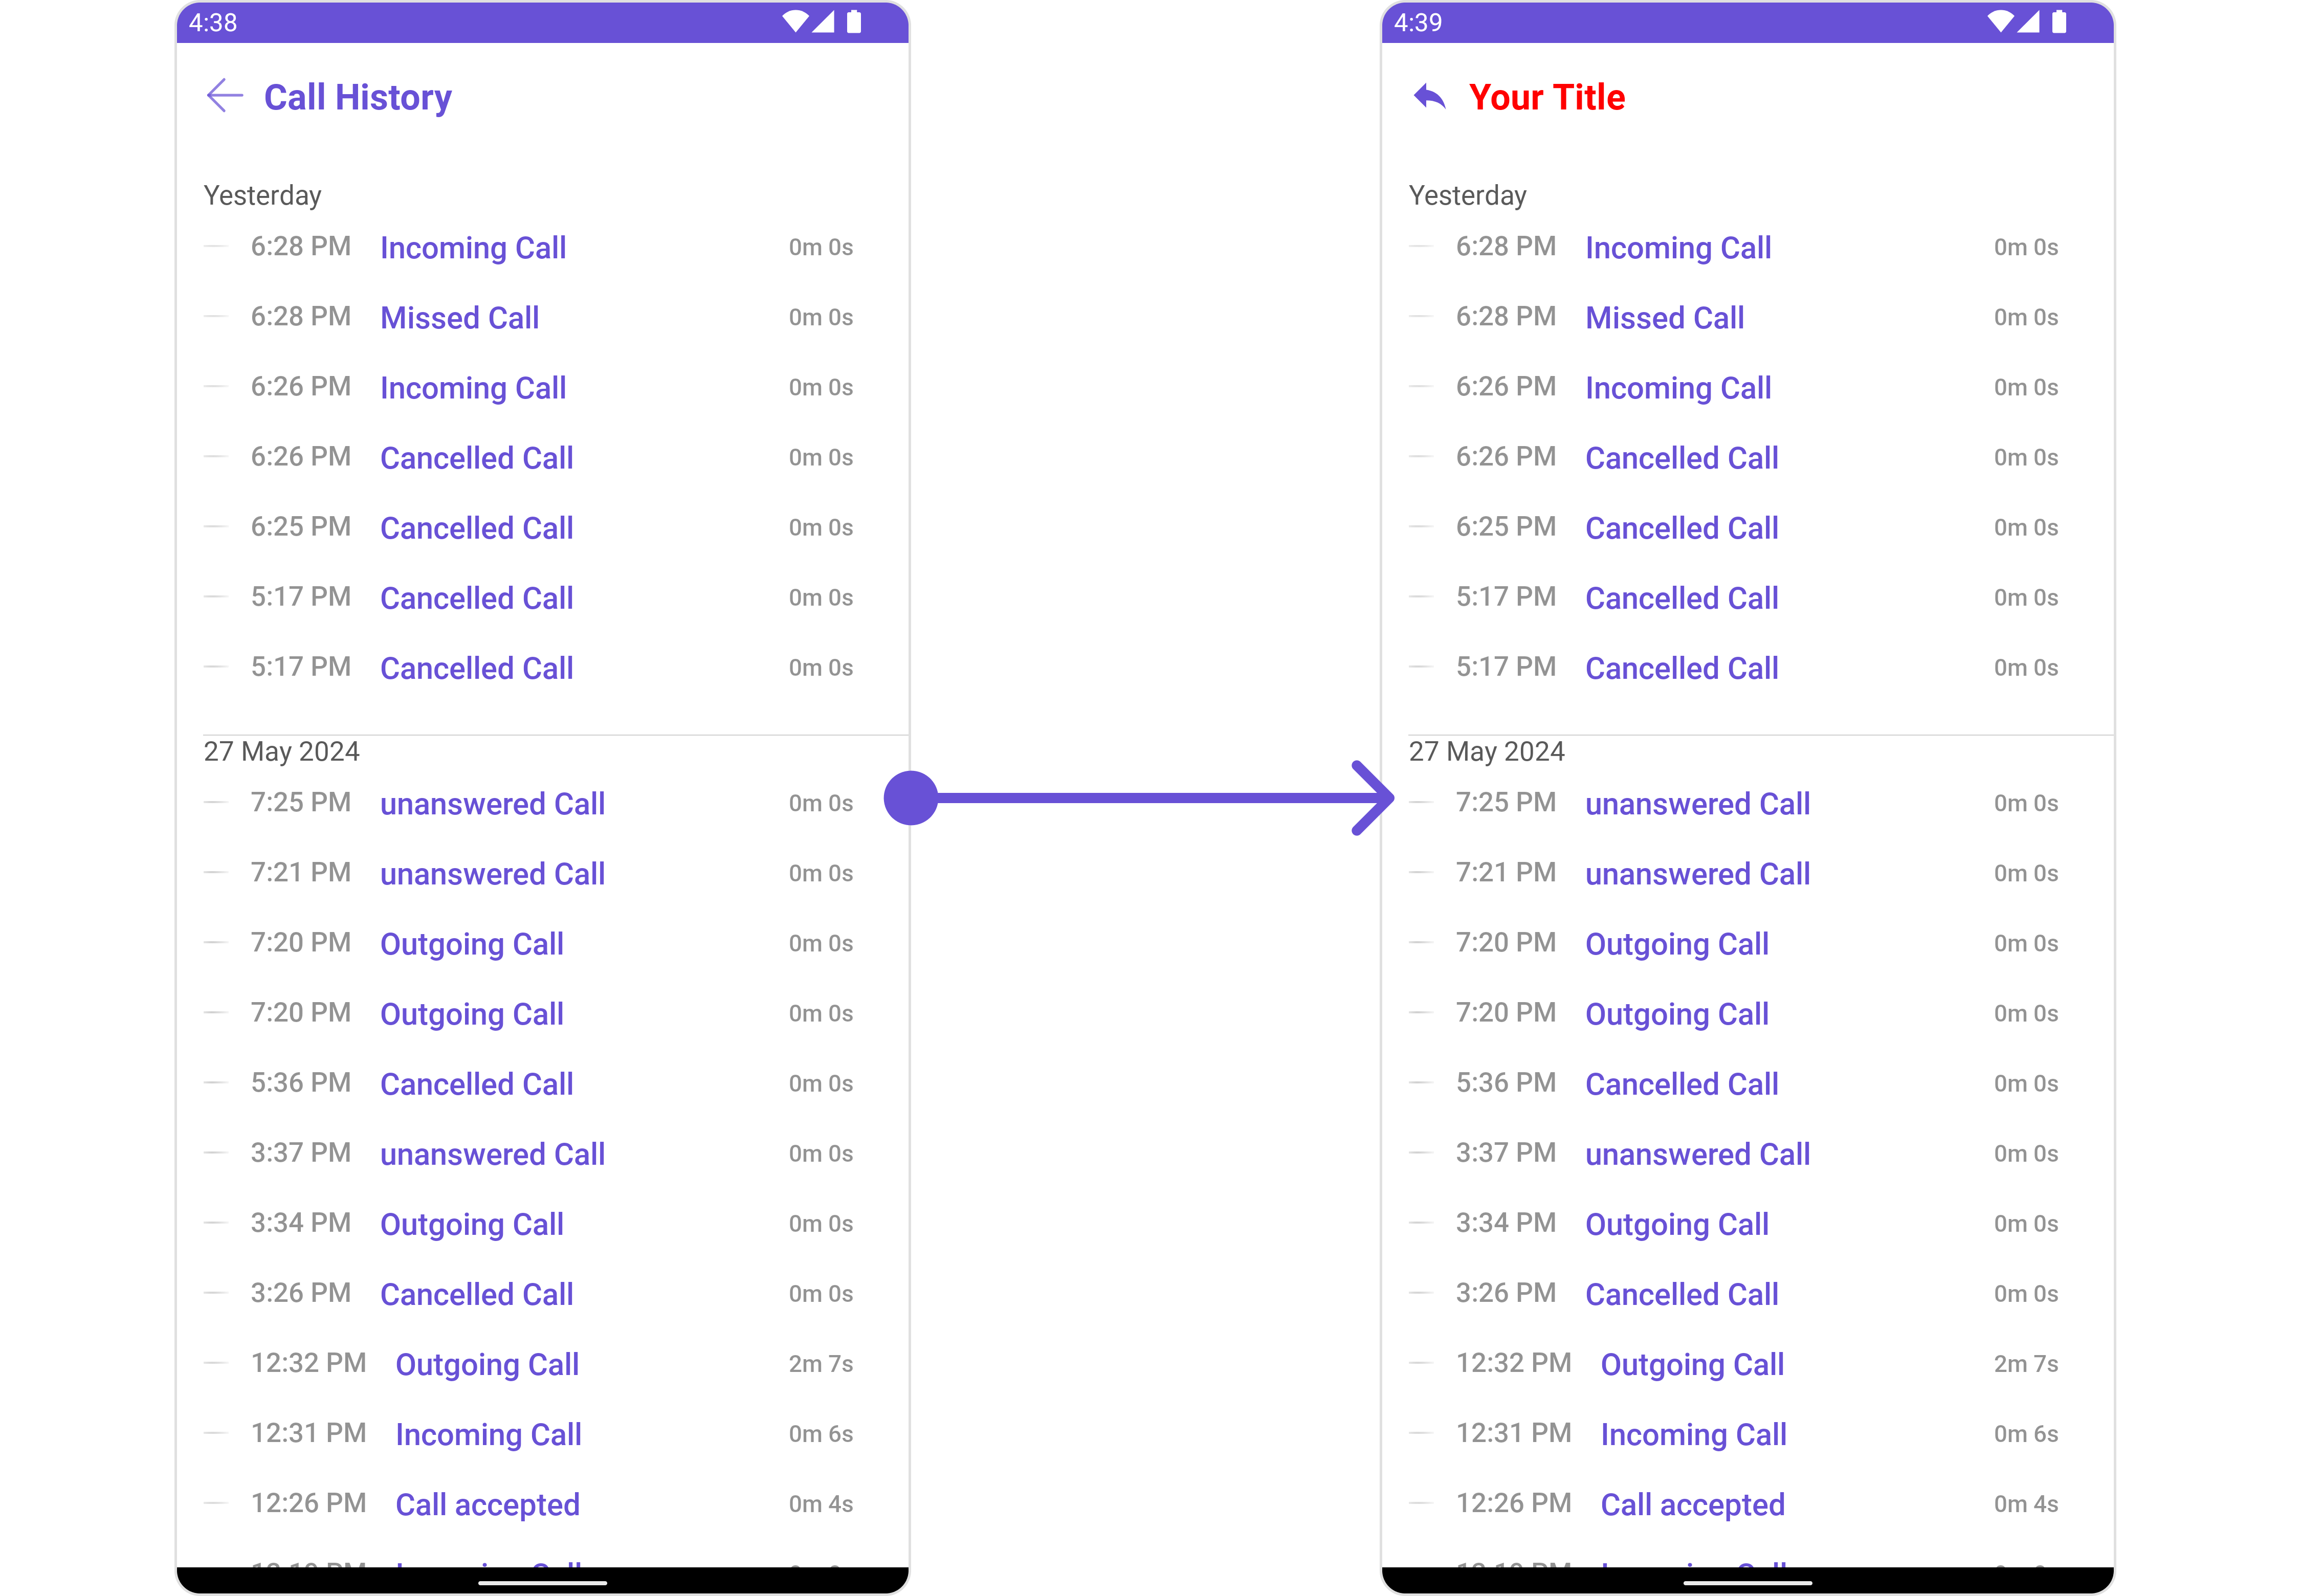 4:38
Call History
Yesterday
6:28 PM Incoming Call 0m 0s
6:28 PM Missed Call 0m 0s
6:26 PM Incoming Call 0m 0s
6:26 PM Cancelled Call 0m 0s
6:25 PM Cancelled Call 0m 0s
5:17 PM Cancelled Call 0m 0s
5:17 PM Cancelled Call 0m 0s
27 May 2024
7:25 PM unanswered Call 0m 0s
7:21 PM unanswered Call 0m 0s
7:20 PM Outgoing Call 0m 0s
7:20 PM Outgoing Call 0m 0s
5:36 PM Cancelled Call 0m 0s
3:37 PM unanswered Call 0m 0s
3:34 PM Outgoing Call 0m 0s
3:26 PM Cancelled Call 0m 0s
12:32 PM Outgoing Call 2m 7s
12:31 PM Incoming Call 0m 6s
12:26 PM Call accepted 0m 4s
4:39
Your Title
Yesterday
6:28 PM Incoming Call 0m 0s
6:28 PM Missed Call 0m 0s
6:26 PM Incoming Call 0m 0s
6:26 PM Cancelled Call 0m 0s
6:25 PM Cancelled Call 0m 0s
5:17 PM Cancelled Call 0m 0s
5:17 PM Cancelled Call 0m 0s
27 May 2024
7:25 PM unanswered Call 0m 0s
7:21 PM unanswered Call 0m 0s
7:20 PM Outgoing Call 0m 0s
7:20 PM Outgoing Call 0m 0s
5:36 PM Cancelled Call 0m 0s
3:37 PM unanswered Call 0m 0s
3:34 PM Outgoing Call 0m 0s
3:26 PM Cancelled Call 0m 0s
12:32 PM Outgoing Call 2m 7s
12:31 PM Incoming Call 0m 6s
12:26 PM Call accepted 0m 4s